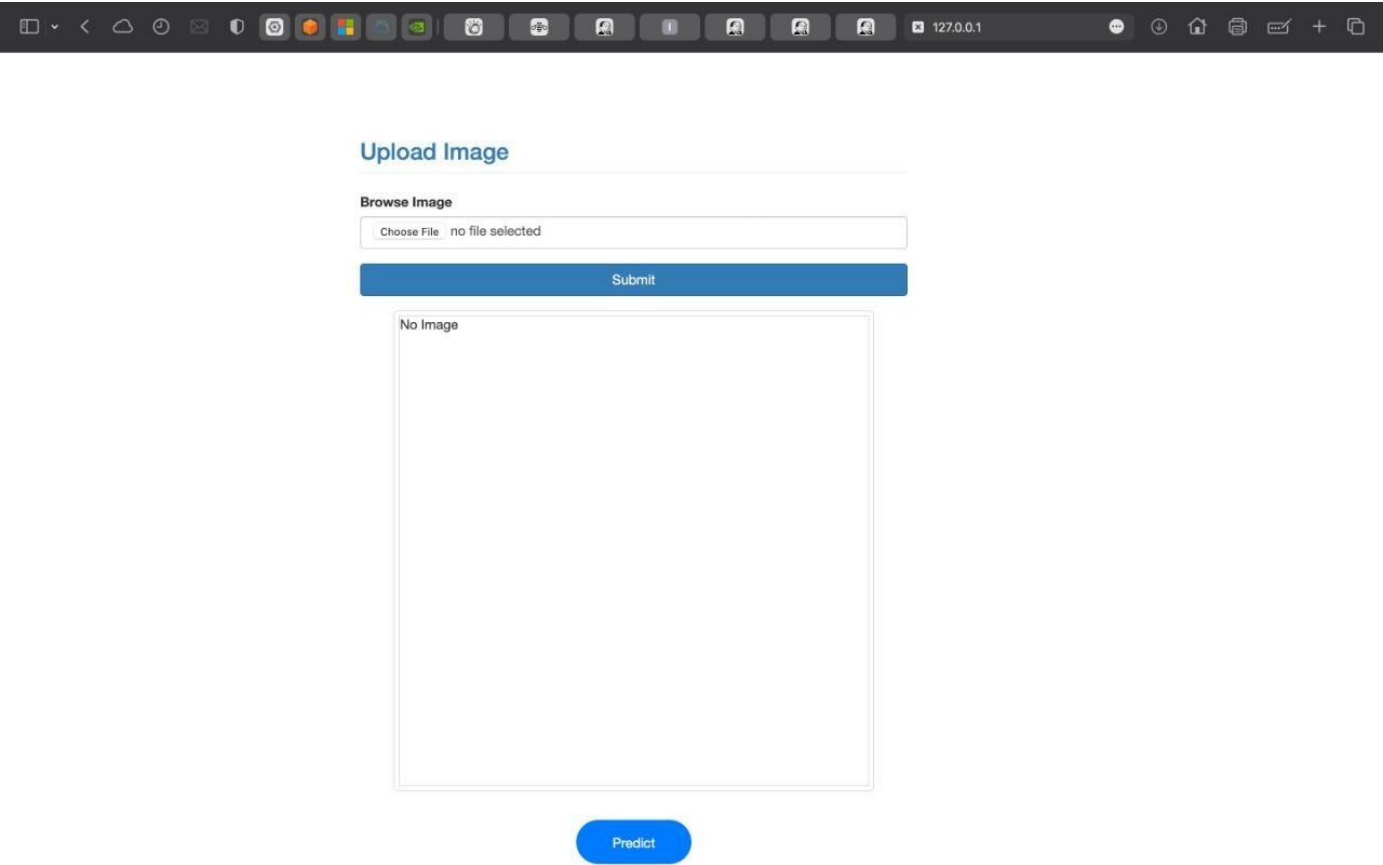 127.0.0.1
Upload Image
Browse Image
Choose File no file selected
Submit
No Image
Predict